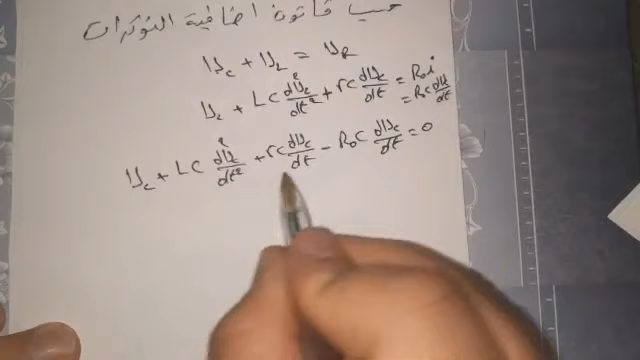 حسب قانون اضافية التوترات
U_c + U_L = U_R
U_c + LC d²U_c/dt² + rC dU_c/dt = R₀i
= R₀C dU_c/dt
U_c + LC d²U_c/dt² + rC dU_c/dt - R₀C dU_c/dt = 0